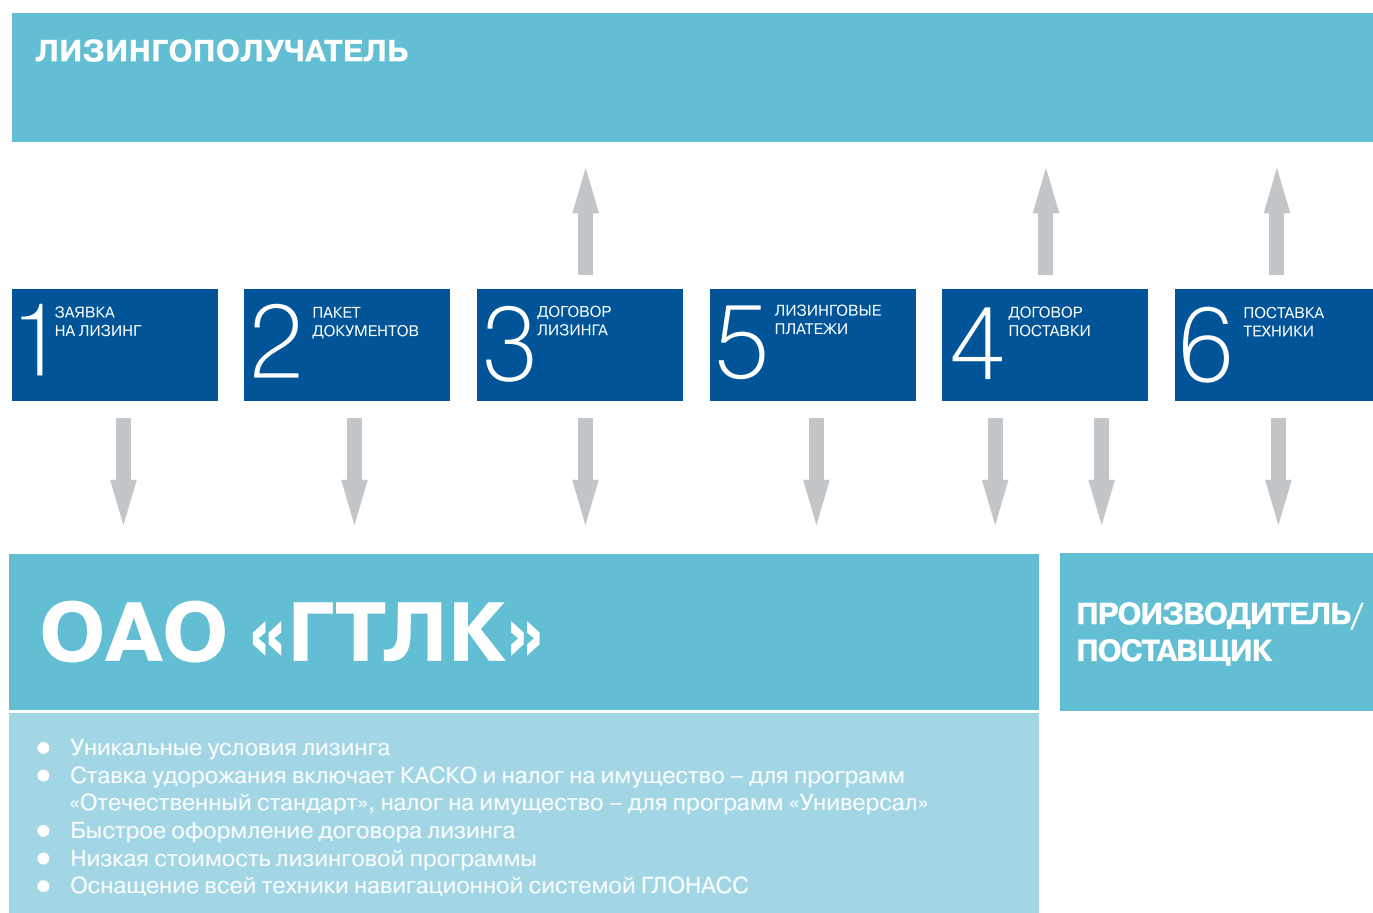 ЛИЗИНГОПОЛУЧАТЕЛЬ
1 ЗАЯВКА
НА ЛИЗИНГ
2 ПАКЕТ
ДОКУМЕНТОВ
3 ДОГОВОР
ЛИЗИНГА
5 ЛИЗИНГОВЫЕ
ПЛАТЕЖИ
4 ДОГОВОР
ПОСТАВКИ
6 ПОСТАВКА
ТЕХНИКИ
ОАО «ГТЛК»
ПРОИЗВОДИТЕЛЬ/
ПОСТАВЩИК
● Уникальные условия лизинга
● Ставка удорожания включает КАСКО и налог на имущество – для программ
«Отечественный стандарт», налог на имущество – для программ «Универсал»
● Быстрое оформление договора лизинга
● Низкая стоимость лизинговой программы
● Оснащение всей техники навигационной системой ГЛОНАСС